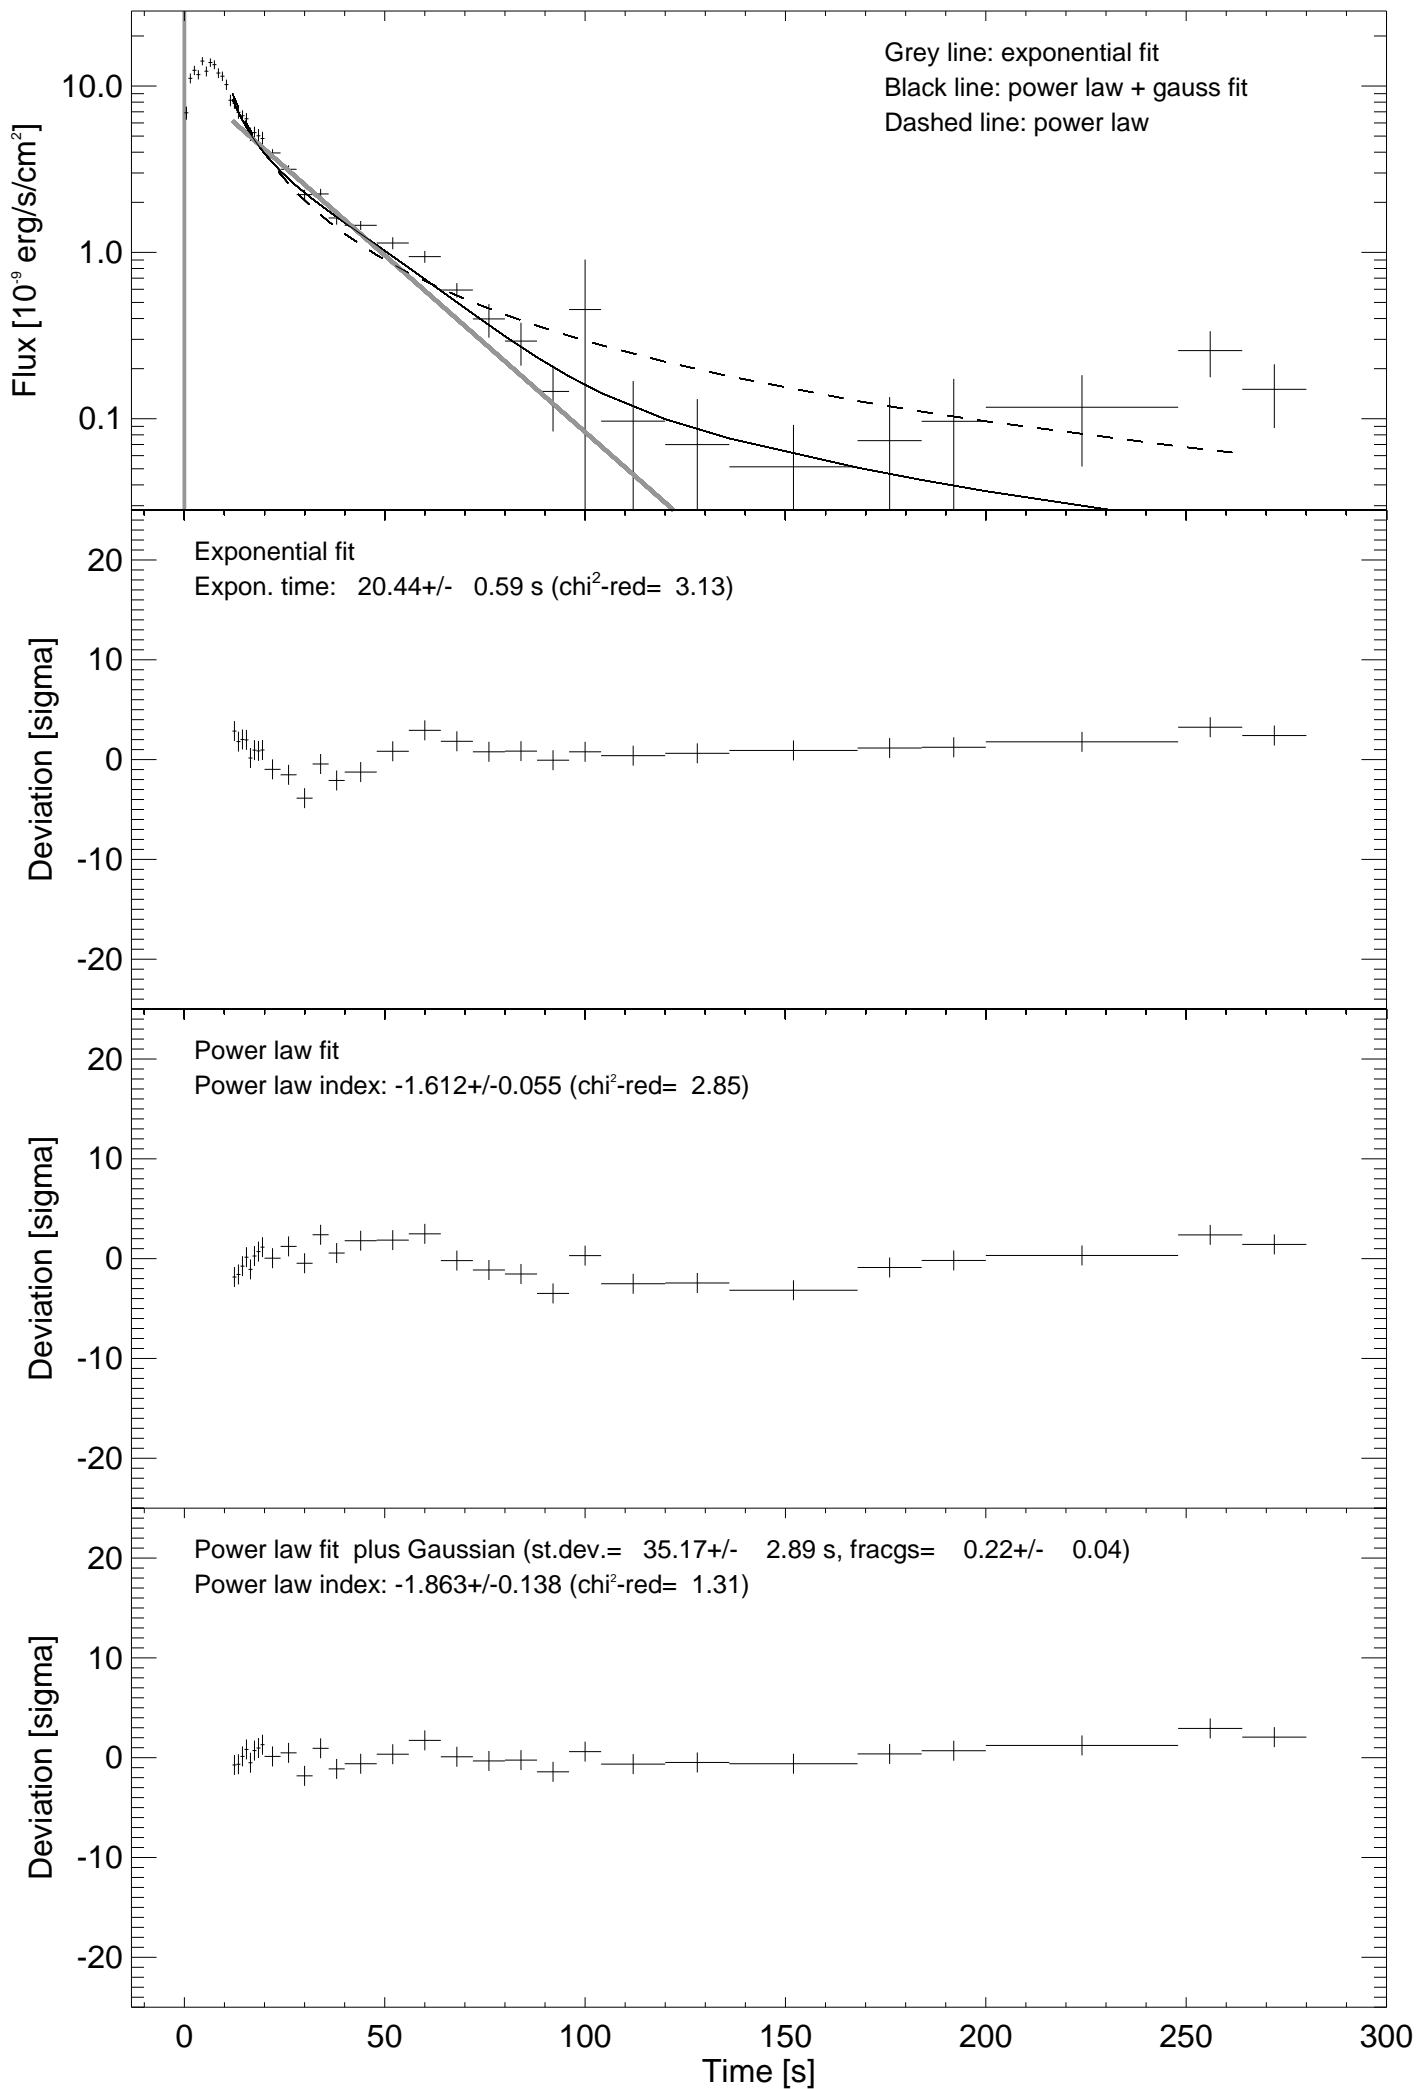 Grey line: exponential fit
Black line: power law + gauss fit
Dashed line: power law
10.0
1.0
0.1
Flux [10⁻⁹ erg/s/cm²]
Exponential fit
Expon. time: 20.44+/- 0.59 s (chi²-red= 3.13)
20
10
0
-10
-20
Deviation [sigma]
Power law fit
Power law index: -1.612+/-0.055 (chi²-red= 2.85)
20
10
0
-10
-20
Deviation [sigma]
Power law fit plus Gaussian (st.dev.= 35.17+/- 2.89 s, fracgs= 0.22+/- 0.04)
Power law index: -1.863+/-0.138 (chi²-red= 1.31)
20
10
0
-10
-20
Deviation [sigma]
0 50 100 150 200 250 300
Time [s]